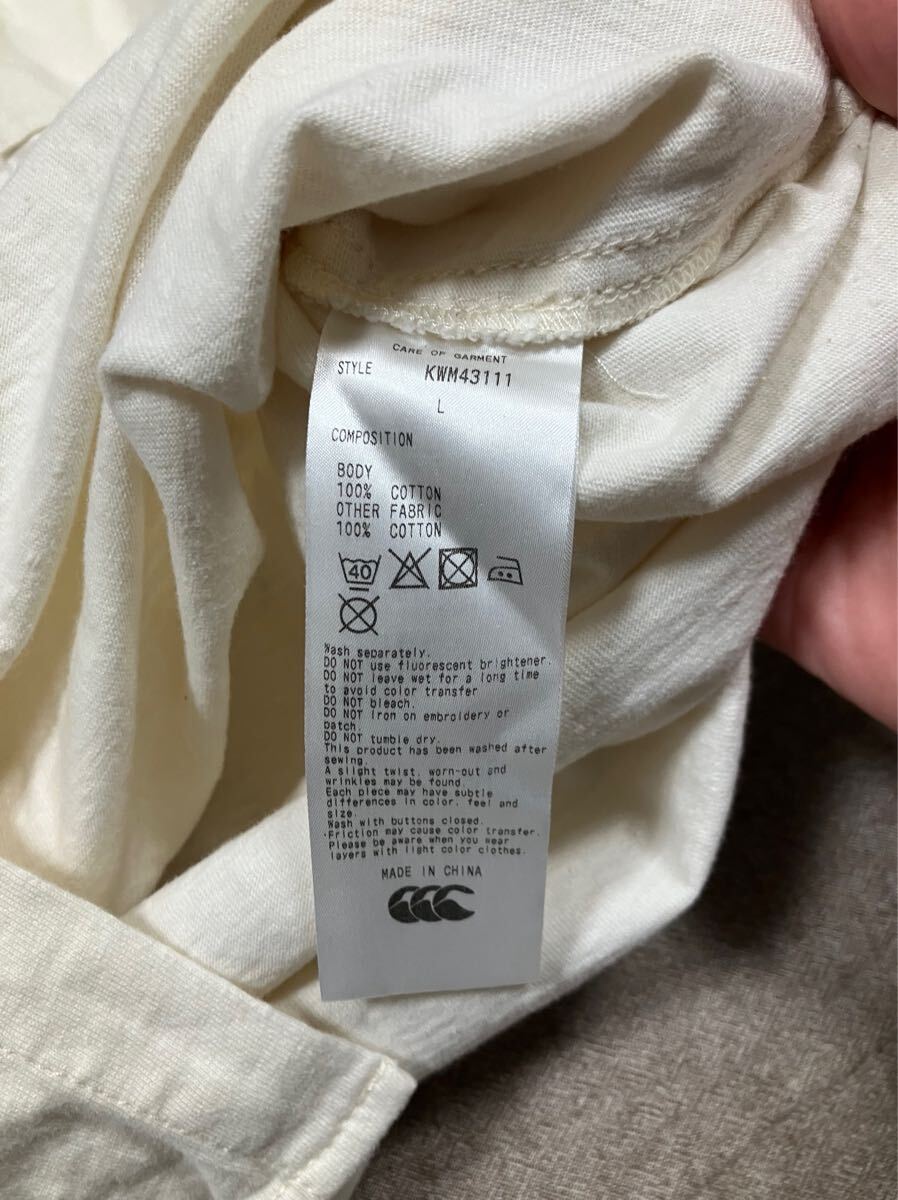 CARE OF GARMENT
STYLE KWM43111
L
COMPOSITION
BODY
100% COTTON
OTHER FABRIC
100% COTTON
40
Wash separately.
DO NOT use fluorescent brightener.
DO NOT leave wet for a long time
to avoid color transfer
DO NOT bleach.
DO NOT iron on embroidery or
patch.
DO NOT tumble dry.
This product has been washed after
sewing.
A slight twist, worn-out and
wrinkles may be found.
Each piece may have subtle
differences in color, feel and
size.
Wash with buttons closed.
·Friction may cause color transfer.
Please be aware when you wear
layers with light color clothes.
MADE IN CHINA
CCC